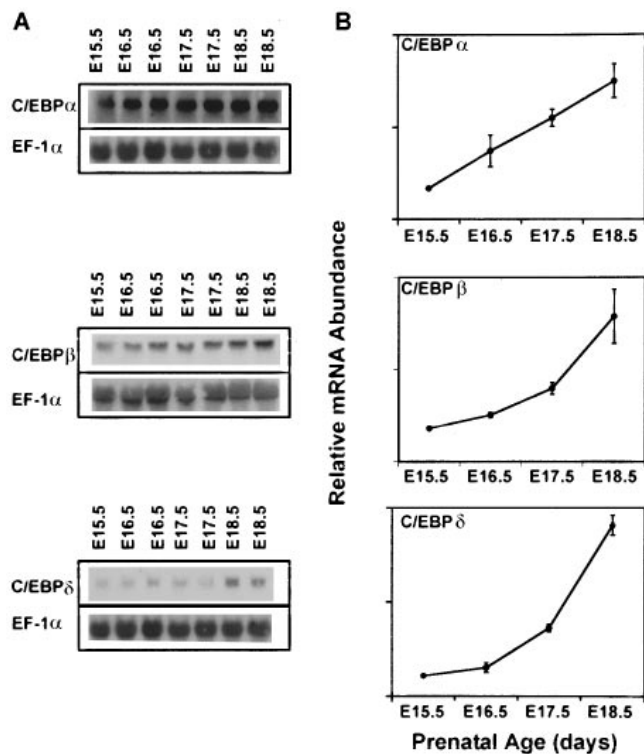 A
E15.5 E16.5 E16.5 E17.5 E17.5 E18.5 E18.5
C/EBPα
EF-1α
E15.5 E16.5 E16.5 E17.5 E17.5 E18.5 E18.5
C/EBPβ
EF-1α
E15.5 E16.5 E16.5 E17.5 E17.5 E18.5 E18.5
C/EBPδ
EF-1α
B
Relative mRNA Abundance
C/EBP α
E15.5 E16.5 E17.5 E18.5
C/EBP β
E15.5 E16.5 E17.5 E18.5
C/EBP δ
E15.5 E16.5 E17.5 E18.5
Prenatal Age (days)